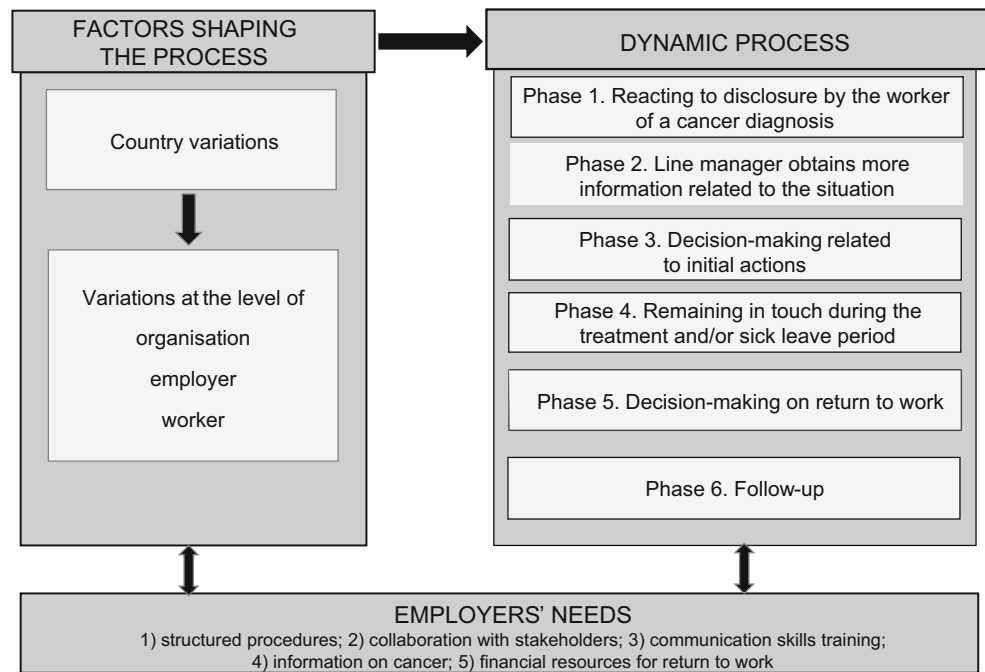 FACTORS SHAPING
THE PROCESS
Country variations
Variations at the level of
organisation
employer
worker
DYNAMIC PROCESS
Phase 1. Reacting to disclosure by the worker
of a cancer diagnosis
Phase 2. Line manager obtains more
information related to the situation
Phase 3. Decision-making related
to initial actions
Phase 4. Remaining in touch during the
treatment and/or sick leave period
Phase 5. Decision-making on return to work
Phase 6. Follow-up
EMPLOYERS' NEEDS
1) structured procedures; 2) collaboration with stakeholders; 3) communication skills training;
4) information on cancer; 5) financial resources for return to work